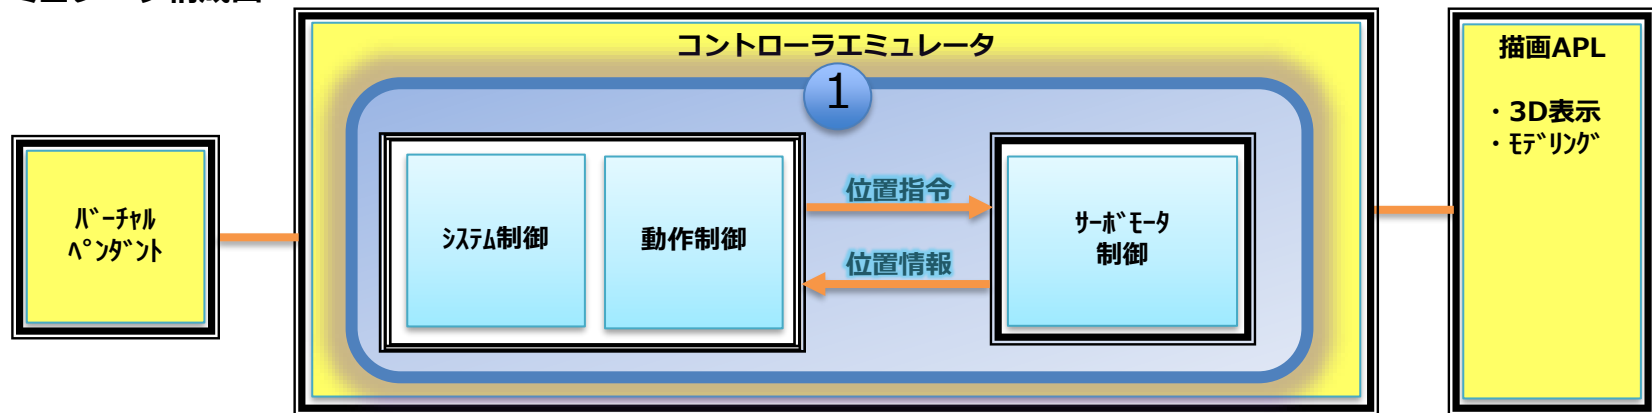 コントローラエミュレータ
1
バーチャル
ペンダント
システム制御
動作制御
位置指令
位置情報
サーボモータ
制御
描画APL
・3D表示
・モデリング